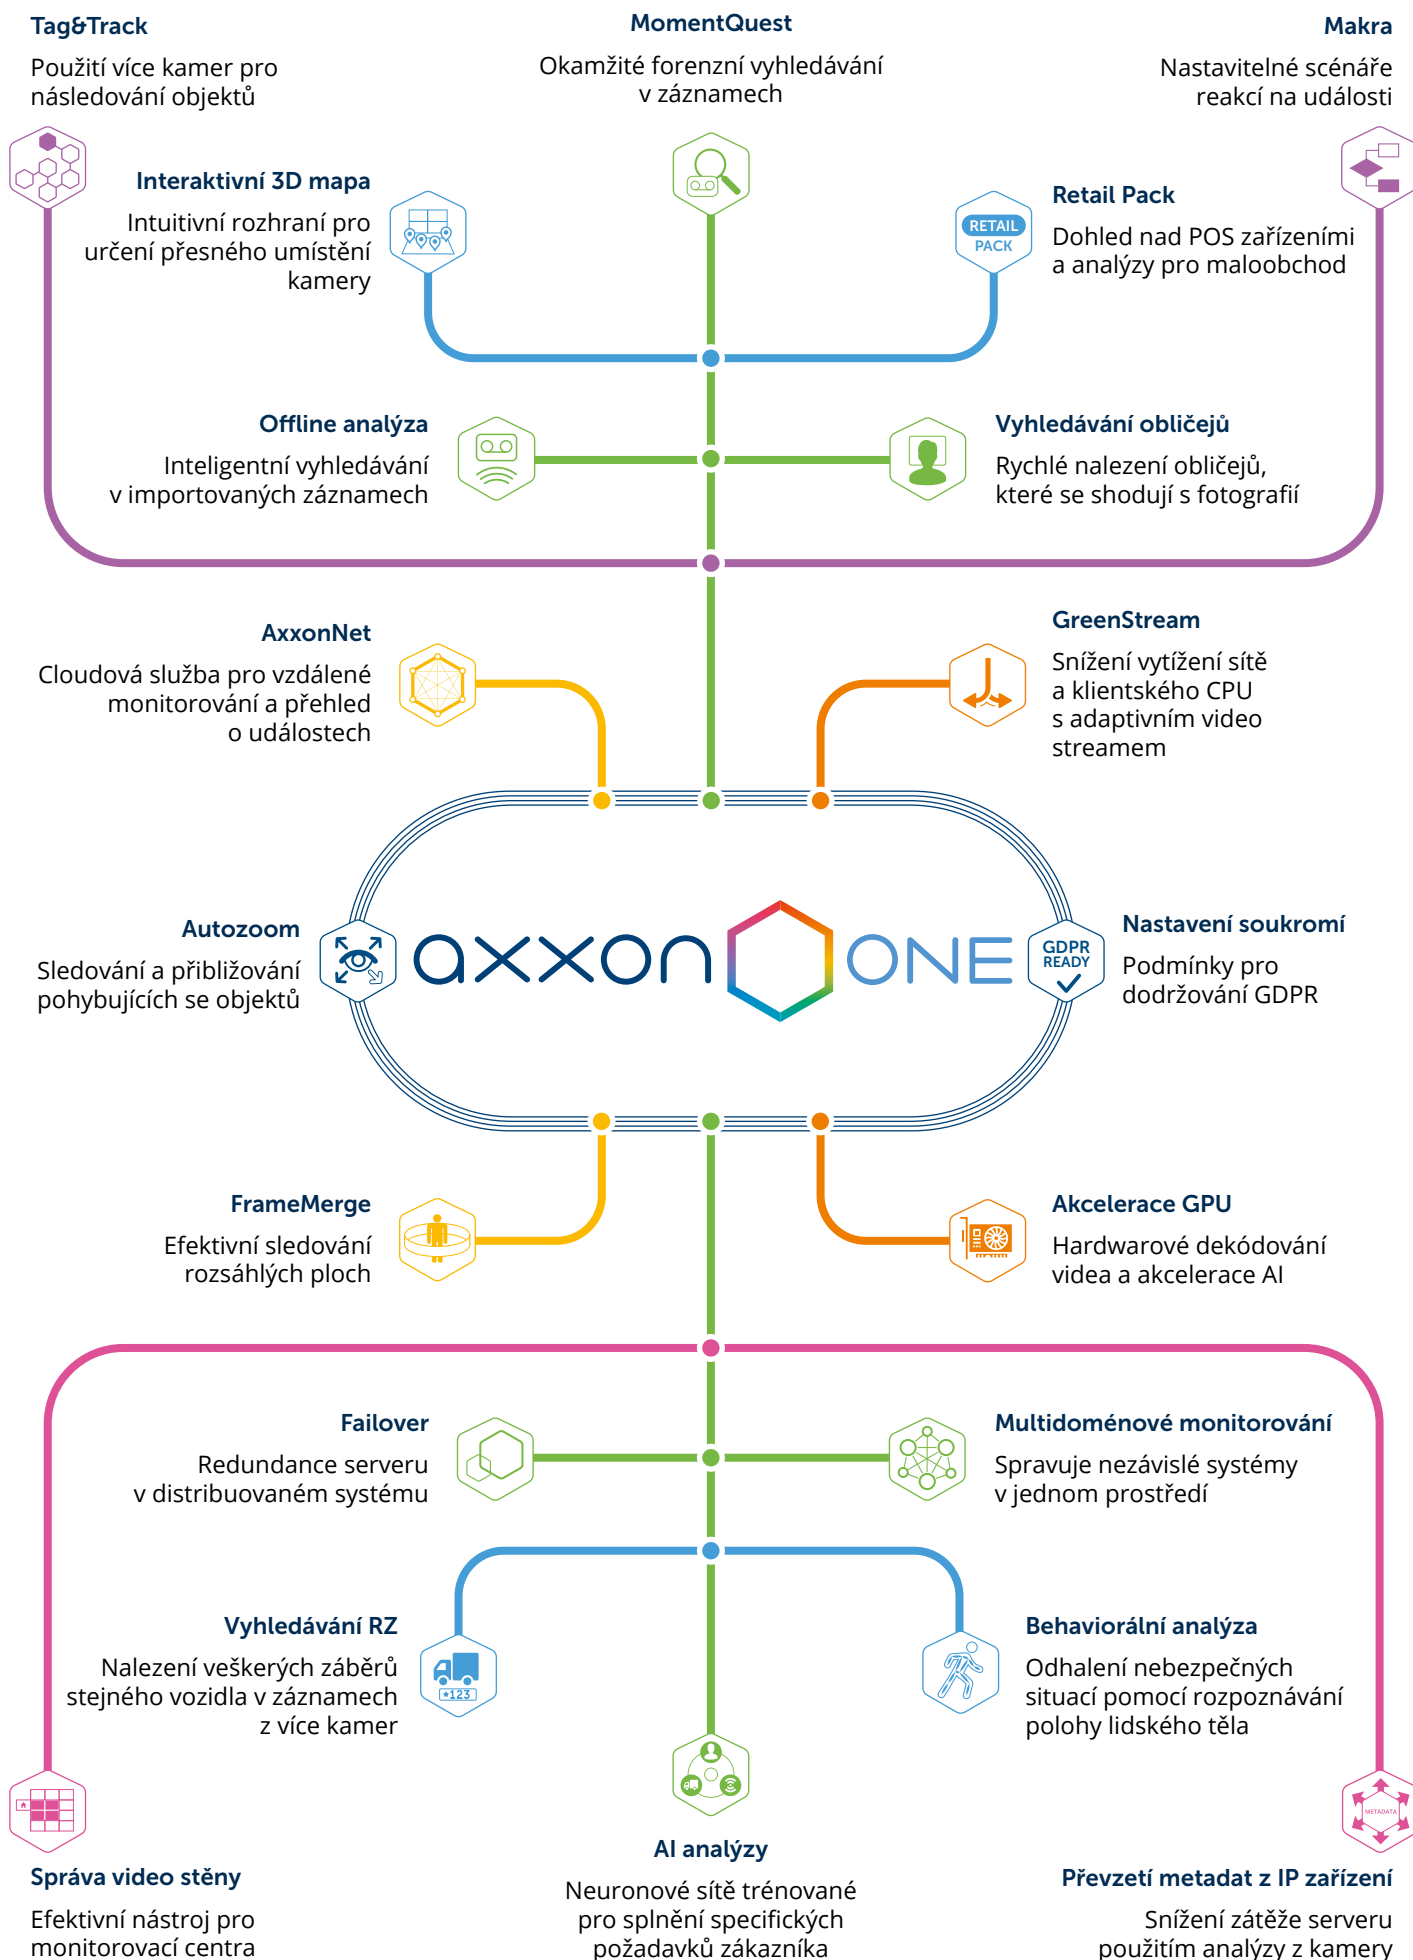 Tag&Track
Použití více kamer pro
následování objektů
MomentQuest
Okamžité forenzní vyhledávání
v záznamech
Makra
Nastavitelné scénáře
reakcí na události
Interaktivní 3D mapa
Intuitivní rozhraní pro
určení přesného umístění
kamery
RETAIL
PACK
Retail Pack
Dohled nad POS zařízeními
a analýzy pro maloobchod
Offline analýza
Inteligentní vyhledávání
v importovaných záznamech
Vyhledávání obličejů
Rychlé nalezení obličejů,
které se shodují s fotografií
AxxonNet
Cloudová služba pro vzdálené
monitorování a přehled
o událostech
GreenStream
Snížení vytížení sítě
a klientského CPU
s adaptivním video
streamem
Autozoom
Sledování a přibližování
pohybujících se objektů
axxon ONE
GDPR
READY
Nastavení soukromí
Podmínky pro
dodržování GDPR
FrameMerge
Efektivní sledování
rozsáhlých ploch
Akcelerace GPU
Hardwarové dekódování
videa a akcelerace AI
Failover
Redundance serveru
v distribuovaném systému
Multidoménové monitorování
Spravuje nezávislé systémy
v jednom prostředí
Vyhledávání RZ
Nalezení veškerých záběrů
stejného vozidla v záznamech
z více kamer
*123
Behaviorální analýza
Odhalení nebezpečných
situací pomocí rozpoznávání
polohy lidského těla
METADATA
Správa video stěny
Efektivní nástroj pro
monitorovací centra
AI analýzy
Neuronové sítě trénované
pro splnění specifických
požadavků zákazníka
Převzetí metadat z IP zařízení
Snížení zátěže serveru
použitím analýzy z kamery